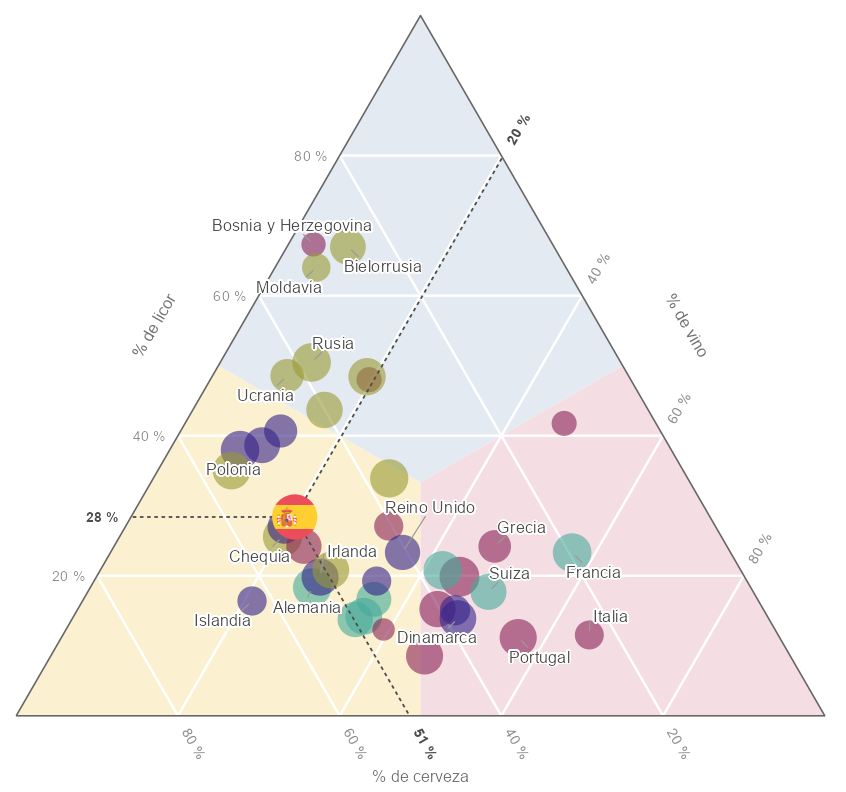 20 %
80 %
Bosnia y Herzegovina
Bielorrusia
40 %
Moldavia
60 %
% de licor
% de vino
Rusia
Ucrania
60 %
40 %
Polonia
Reino Unido
28 %
Grecia
80 %
Chequia
Irlanda
20 %
Suiza
Francia
Islandia
Alemania
Italia
Dinamarca
Portugal
80 %
60 %
51 %
40 %
20 %
% de cerveza